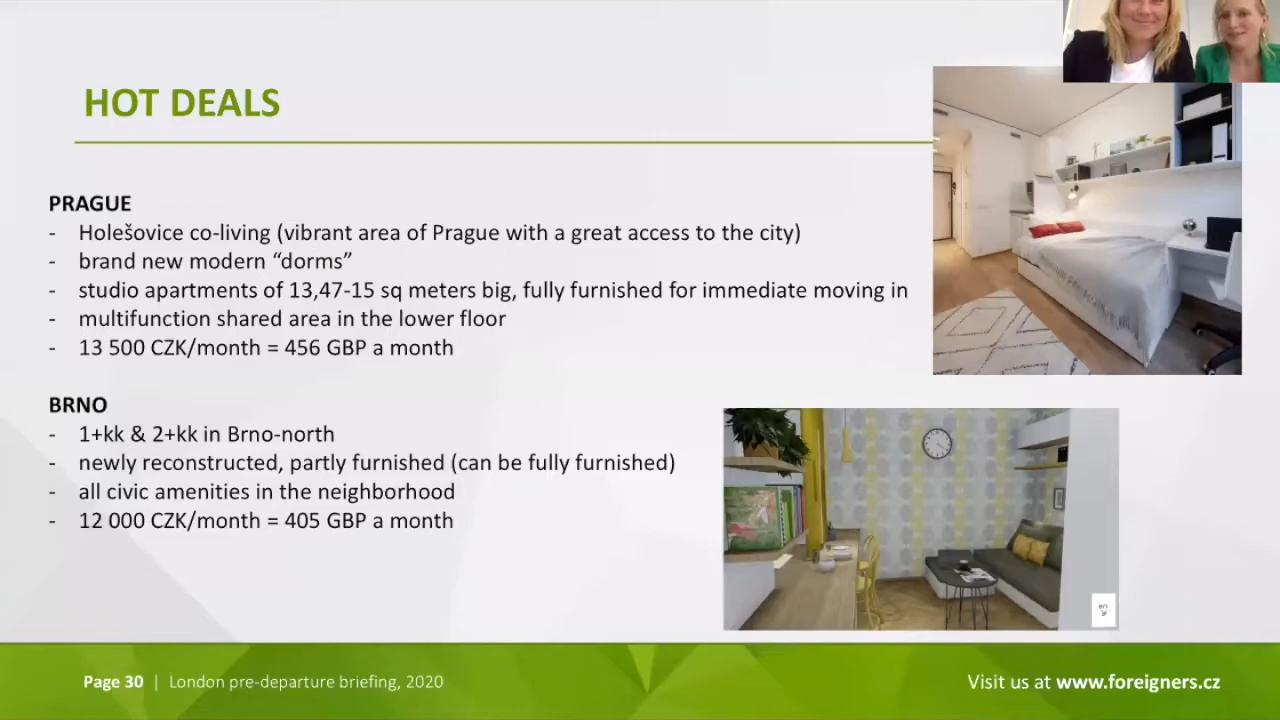 HOT DEALS
PRAGUE
- Holešovice co-living (vibrant area of Prague with a great access to the city)
- brand new modern “dorms”
- studio apartments of 13,47-15 sq meters big, fully furnished for immediate moving in
- multifunction shared area in the lower floor
- 13 500 CZK/month = 456 GBP a month
BRNO
- 1+kk & 2+kk in Brno-north
- newly reconstructed, partly furnished (can be fully furnished)
- all civic amenities in the neighborhood
- 12 000 CZK/month = 405 GBP a month
Page 30 | London pre-departure briefing, 2020
Visit us at www.foreigners.cz